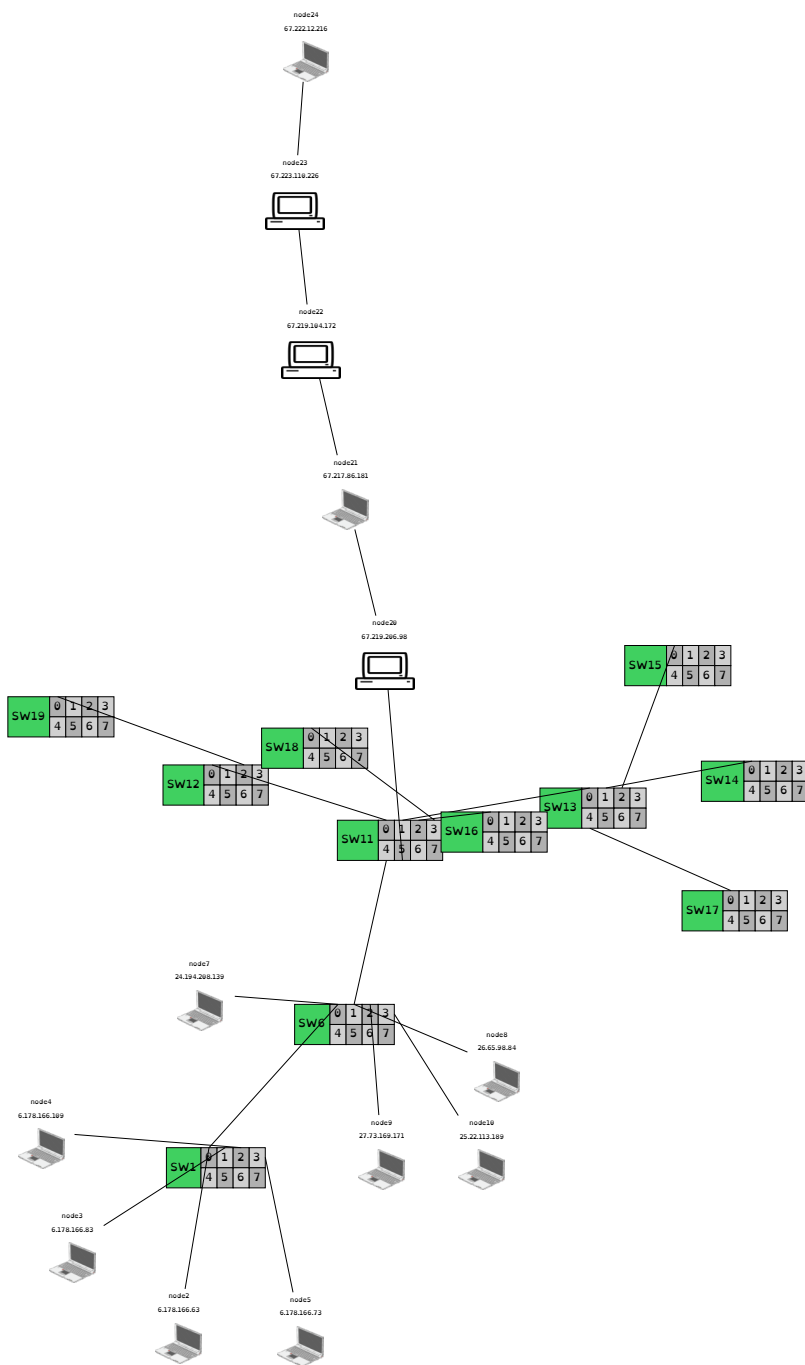 node24
67.222.12.216
node23
67.223.110.226
node22
67.219.104.172
node21
67.217.86.181
node20
67.219.206.98
SW15
0 1 2 3
4 5 6 7
SW19
0 1 2 3
4 5 6 7
SW18
0 1 2 3
4 5 6 7
SW12
0 1 2 3
4 5 6 7
SW14
0 1 2 3
4 5 6 7
SW13
0 1 2 3
4 5 6 7
SW16
0 1 2 3
4 5 6 7
SW11
0 1 2 3
4 5 6 7
SW17
0 1 2 3
4 5 6 7
node7
24.194.208.139
SW6
0 1 2 3
4 5 6 7
node8
26.65.98.84
node4
6.178.166.109
node9
27.73.169.171
node10
25.22.113.189
SW1
0 1 2 3
4 5 6 7
node3
6.178.166.83
node2
6.178.166.63
node5
6.178.166.73